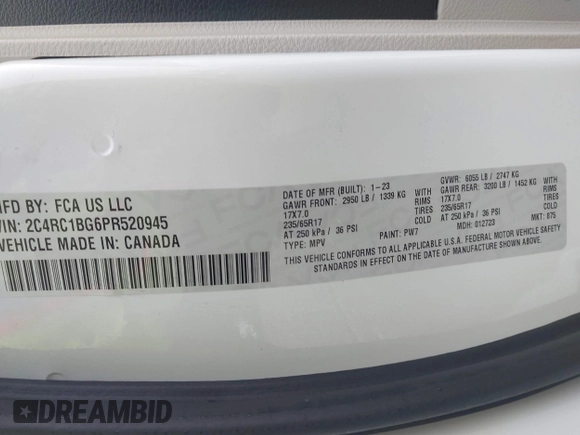 MFD BY: FCA US LLC
VIN: 2C4RC1BG6PR520945
VEHICLE MADE IN: CANADA
DATE OF MFR (BUILT): 1-23
GAWR FRONT: 2950 LB / 1339 KG WITH
17X7.0 RIMS
235/65R17 TIRES
AT 250 kPa / 36 PSI COLD
TYPE: MPV PAINT: PW7
GVWR: 6055 LB / 2747 KG
GAWR REAR: 3200 LB / 1452 KG WITH
17X7.0 RIMS
235/65R17 TIRES
AT 250 kPa / 36 PSI COLD
MDH: 012723 MKT: 875
THIS VEHICLE CONFORMS TO ALL APPLICABLE U.S.A. FEDERAL MOTOR VEHICLE SAFETY
STANDARDS IN EFFECT ON THE DATE OF MANUFACTURE SHOWN ABOVE.
DREAMBID